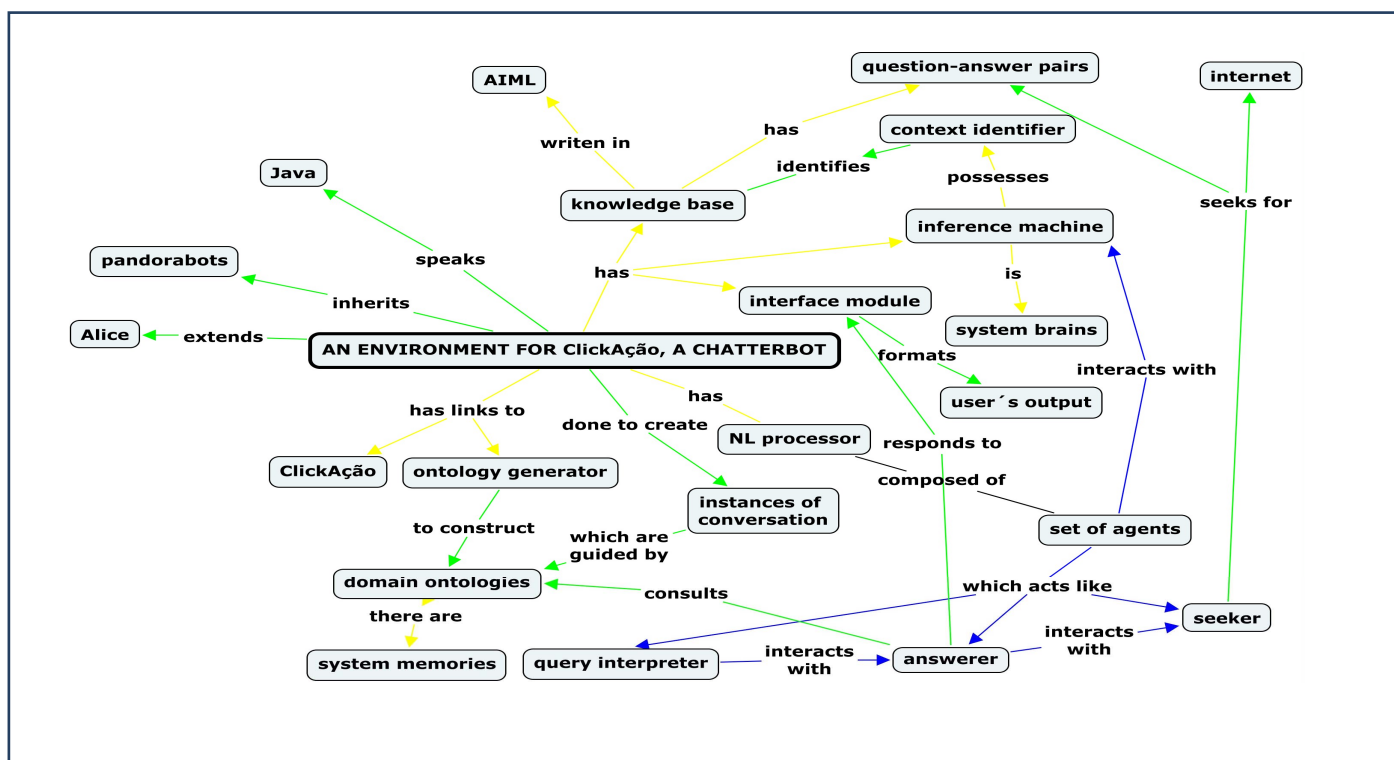 question-answer pairs
internet
AIML
context identifier
has
writen in
identifies
Java
possesses
knowledge base
seeks for
inference machine
pandorabots
speaks
has
is
inherits
interface module
Alice
extends
system brains
AN ENVIRONMENT FOR ClickAção, A CHATTERBOT
formats
interacts with
has
user´s output
has links to
done to create
NL processor
responds to
ClickAção
ontology generator
composed of
instances of
conversation
to construct
which are
guided by
set of agents
domain ontologies
consults
which acts like
there are
seeker
interacts
with
system memories
query interpreter
interacts
with
answerer